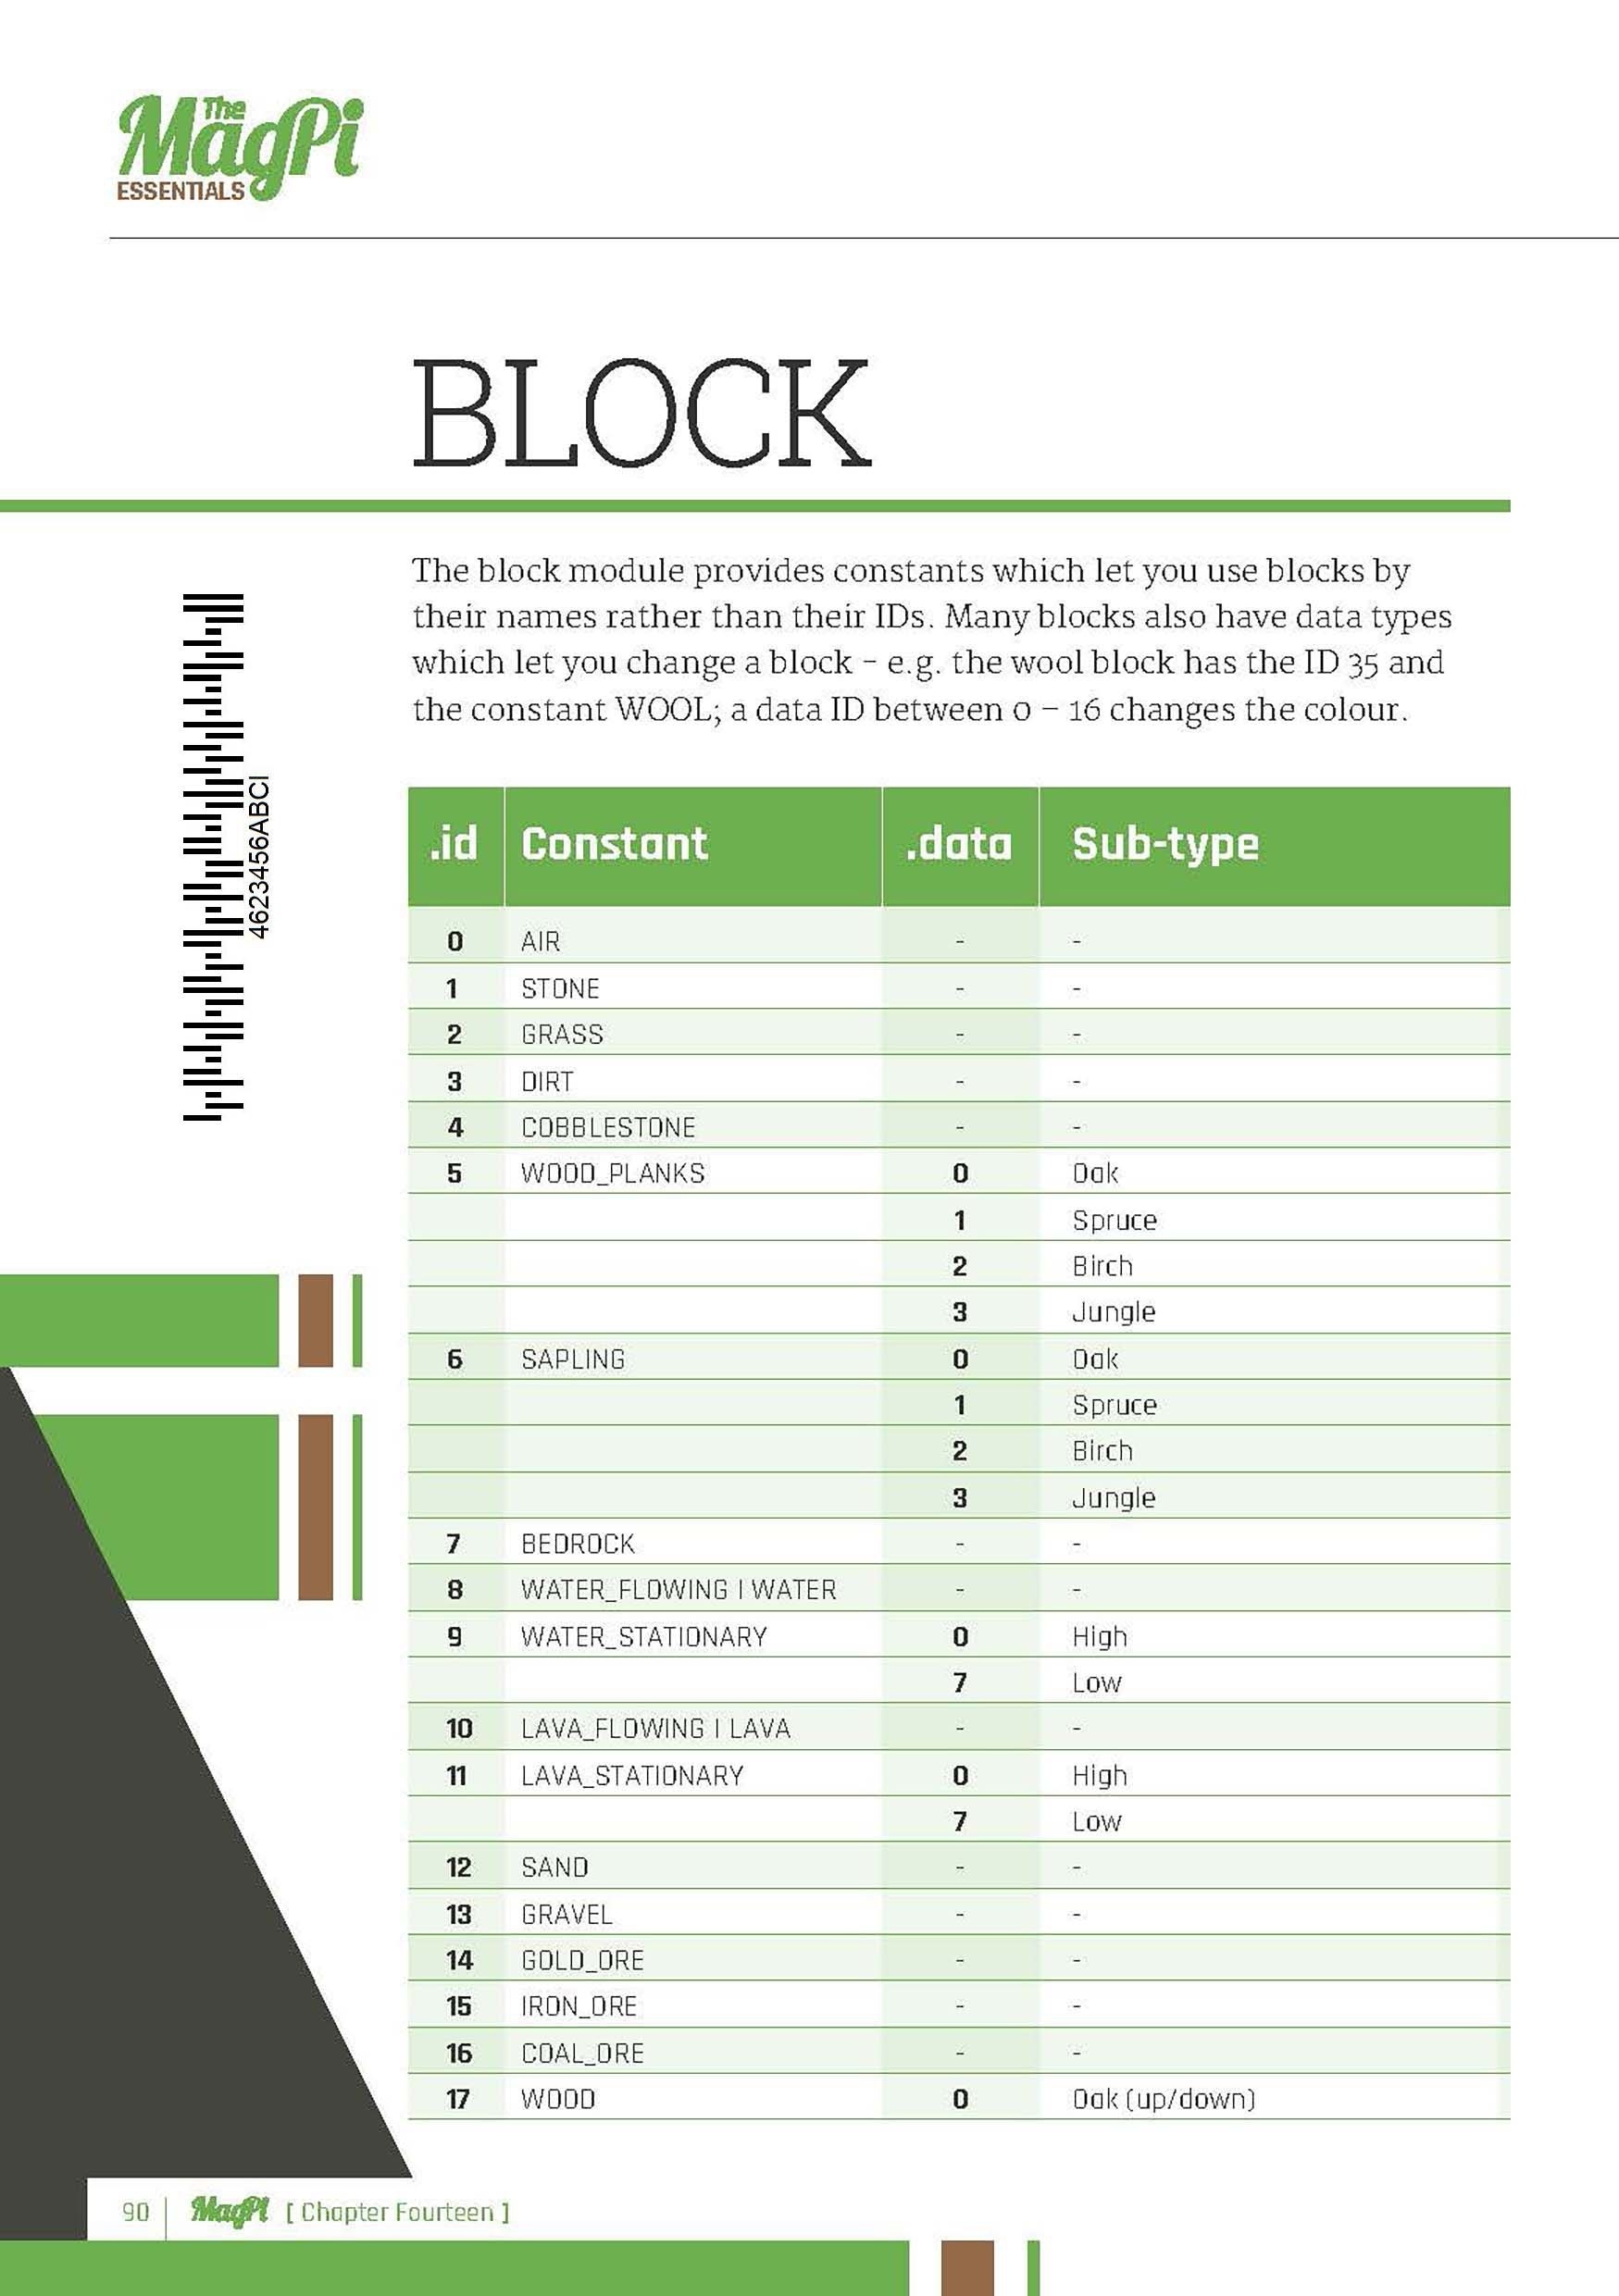 The
MagPi
ESSENTIALS
BLOCK
The block module provides constants which let you use blocks by
their names rather than their IDs. Many blocks also have data types
which let you change a block – e.g. the wool block has the ID 35 and
the constant WOOL; a data ID between 0 – 16 changes the colour.
4623456ABCI
.id Constant .data Sub-type
0 AIR - -
1 STONE - -
2 GRASS - -
3 DIRT - -
4 COBBLESTONE - -
5 WOOD_PLANKS 0 Oak
1 Spruce
2 Birch
3 Jungle
6 SAPLING 0 Oak
1 Spruce
2 Birch
3 Jungle
7 BEDROCK - -
8 WATER_FLOWING | WATER - -
9 WATER_STATIONARY 0 High
7 Low
10 LAVA_FLOWING | LAVA - -
11 LAVA_STATIONARY 0 High
7 Low
12 SAND - -
13 GRAVEL - -
14 GOLD_ORE - -
15 IRON_ORE - -
16 COAL_ORE - -
17 WOOD 0 Oak (up/down)
90 MagPi [ Chapter Fourteen ]